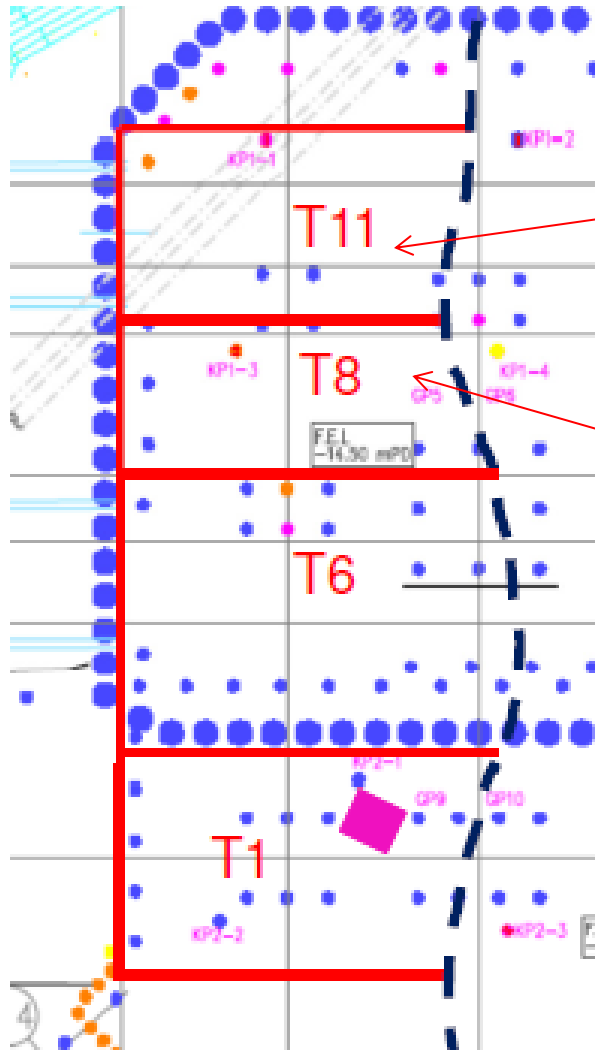 KP1-1
KP1-2
T11
KP1-3
T8
KP1-4
GP5
GP6
F.E.L
-14.50 mPD
T6
KP2-1
GP9
GP10
T1
KP2-2
KP2-3
4